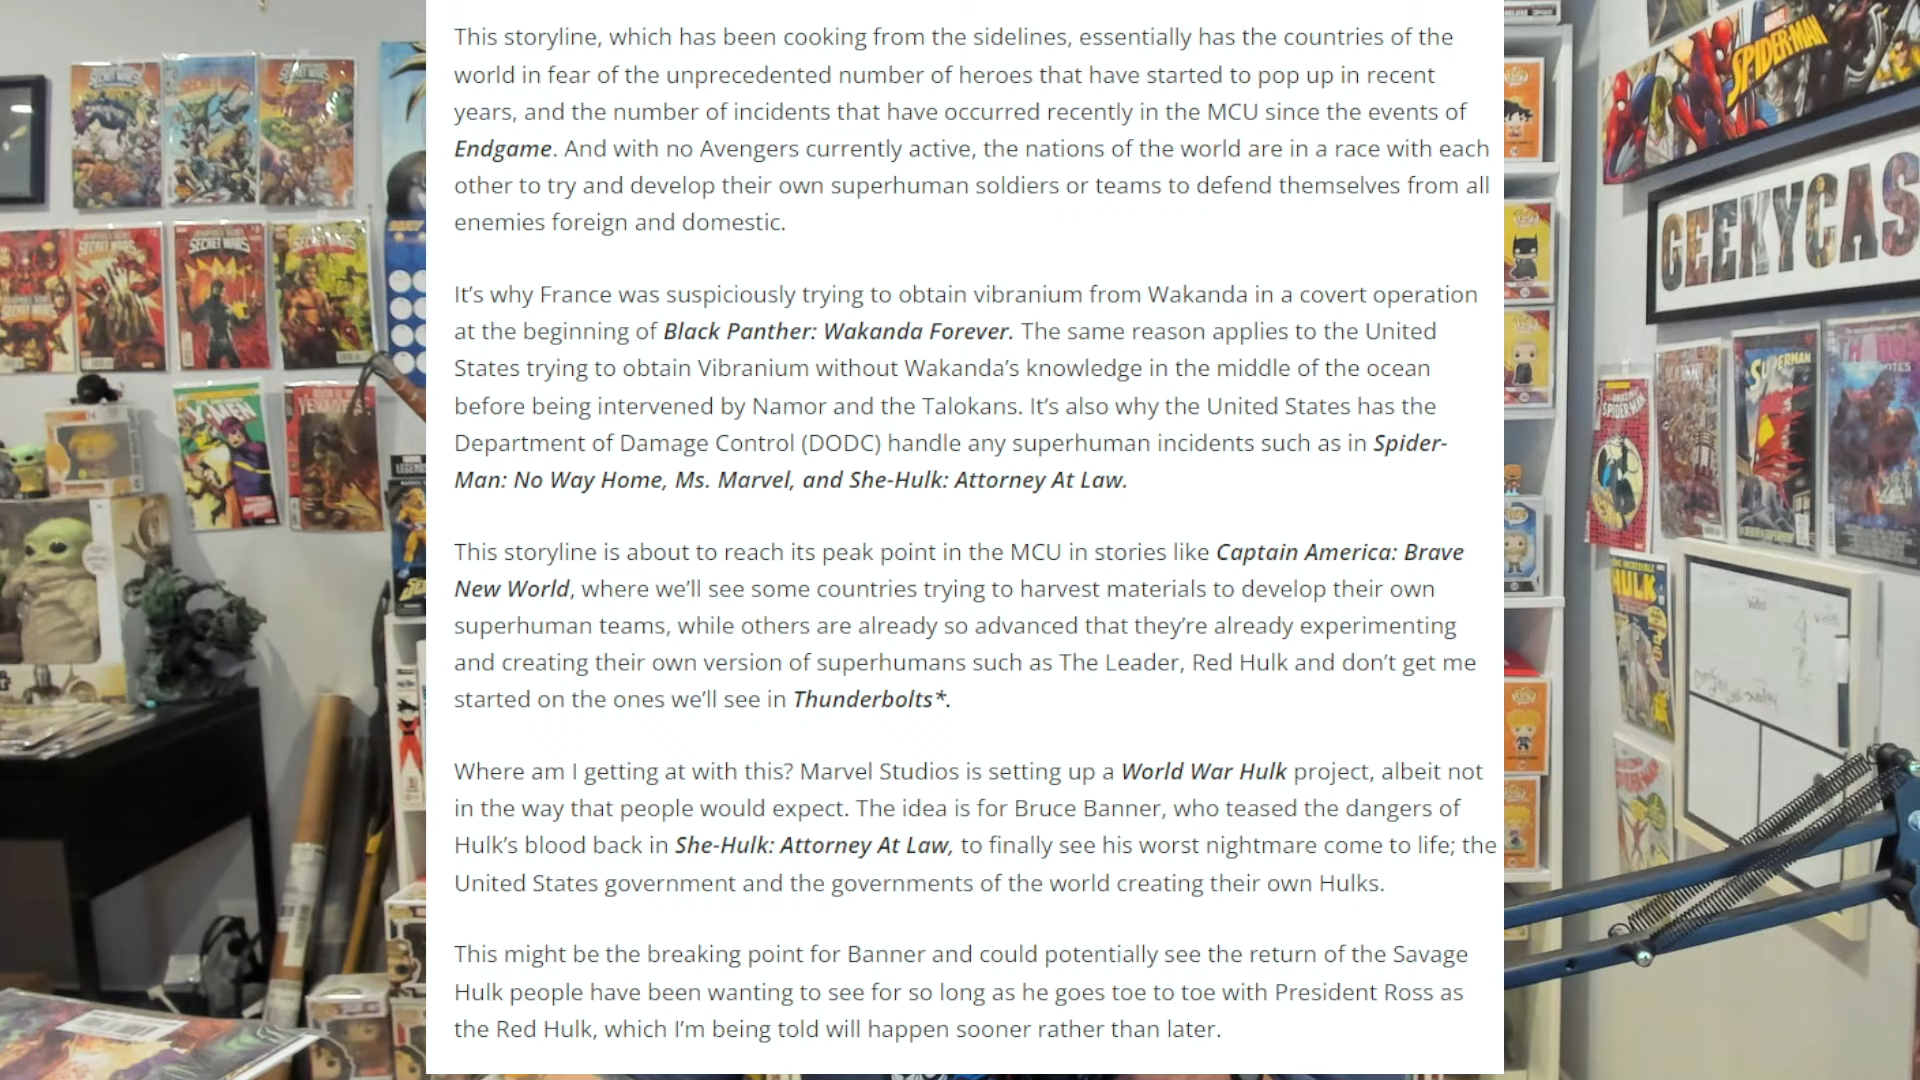 This storyline, which has been cooking from the sidelines, essentially has the countries of the
world in fear of the unprecedented number of heroes that have started to pop up in recent
years, and the number of incidents that have occurred recently in the MCU since the events of
Endgame. And with no Avengers currently active, the nations of the world are in a race with each
other to try and develop their own superhuman soldiers or teams to defend themselves from all
enemies foreign and domestic.
It’s why France was suspiciously trying to obtain vibranium from Wakanda in a covert operation
at the beginning of Black Panther: Wakanda Forever. The same reason applies to the United
States trying to obtain Vibranium without Wakanda’s knowledge in the middle of the ocean
before being intervened by Namor and the Talokans. It’s also why the United States has the
Department of Damage Control (DODC) handle any superhuman incidents such as in Spider-
Man: No Way Home, Ms. Marvel, and She-Hulk: Attorney At Law.
This storyline is about to reach its peak point in the MCU in stories like Captain America: Brave
New World, where we’ll see some countries trying to harvest materials to develop their own
superhuman teams, while others are already so advanced that they’re already experimenting
and creating their own version of superhumans such as The Leader, Red Hulk and don’t get me
started on the ones we’ll see in Thunderbolts*.
Where am I getting at with this? Marvel Studios is setting up a World War Hulk project, albeit not
in the way that people would expect. The idea is for Bruce Banner, who teased the dangers of
Hulk’s blood back in She-Hulk: Attorney At Law, to finally see his worst nightmare come to life; the
United States government and the governments of the world creating their own Hulks.
This might be the breaking point for Banner and could potentially see the return of the Savage
Hulk people have been wanting to see for so long as he goes toe to toe with President Ross as
the Red Hulk, which I’m being told will happen sooner rather than later.
SECRET WARS
SECRET WARS
SECRET WARS
SECRET WARS
SECRET WARS
X-MEN
MARVEL
SPIDER-MAN
GEEKYCAS
SPIDER-MAN
SUPERMAN
HULK